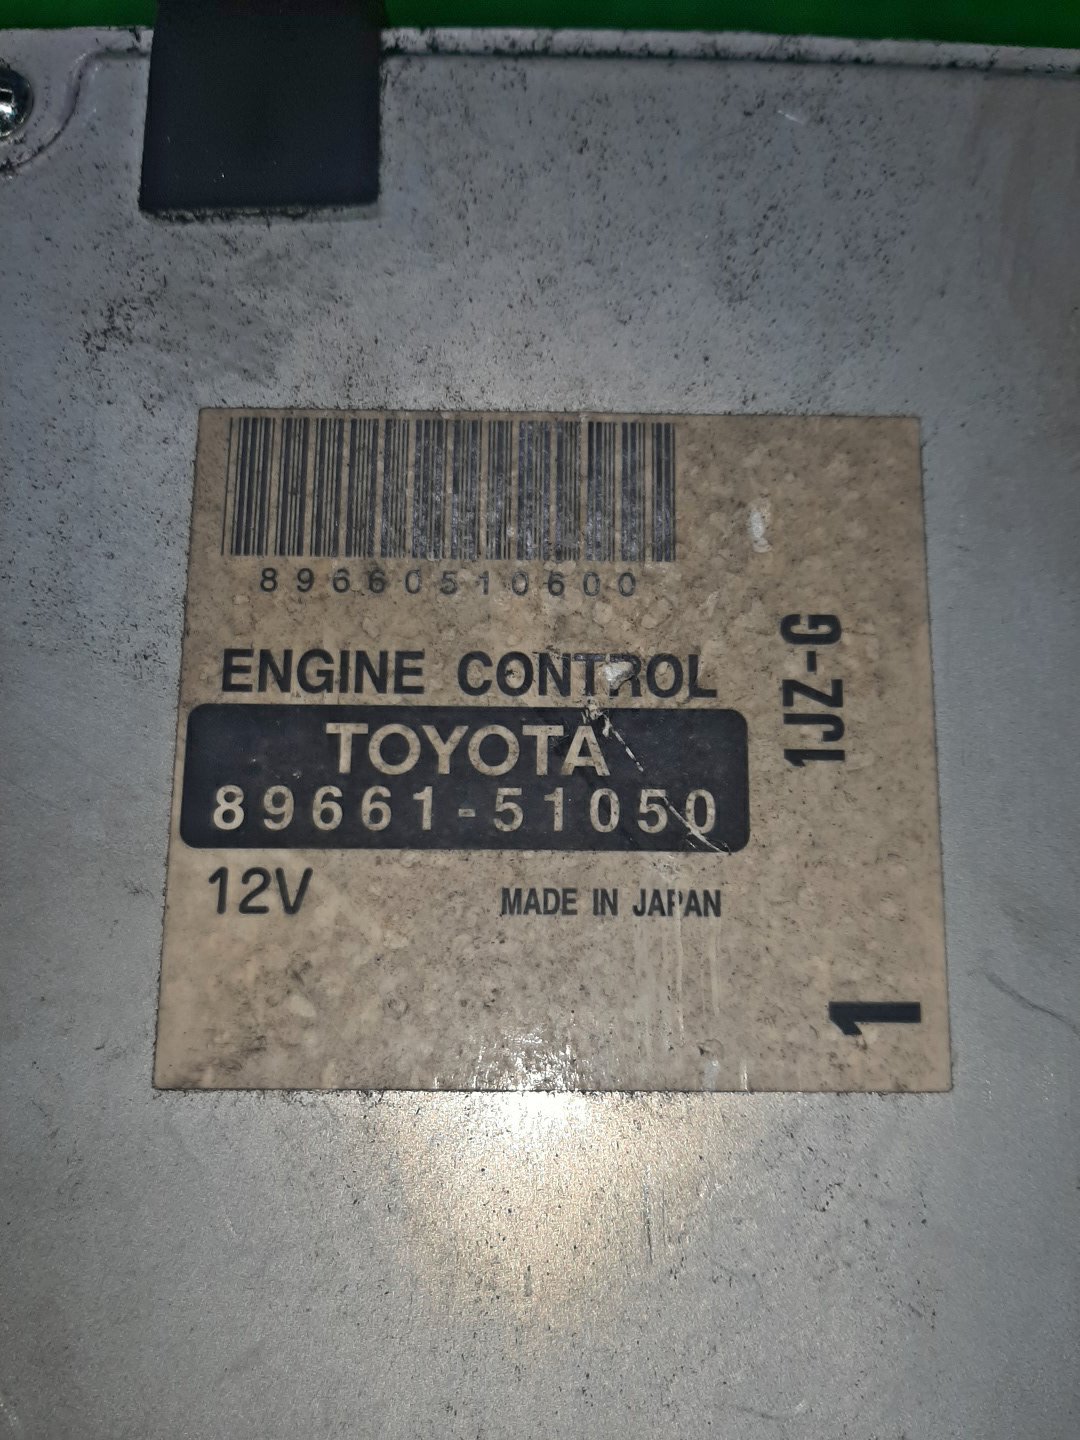 89660510600
ENGINE CONTROL
TOYOTA
89661-51050
12V
MADE IN JAPAN
1JZ-G
1